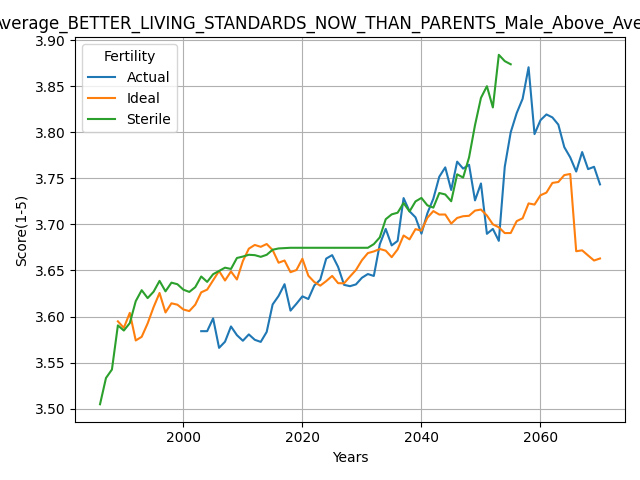 Average_BETTER_LIVING_STANDARDS_NOW_THAN_PARENTS_Male_Above_Ave
Fertility
Actual
Ideal
Sterile
3.90
3.85
3.80
3.75
3.70
3.65
3.60
3.55
3.50
Score(1-5)
2000
2020
2040
2060
Years